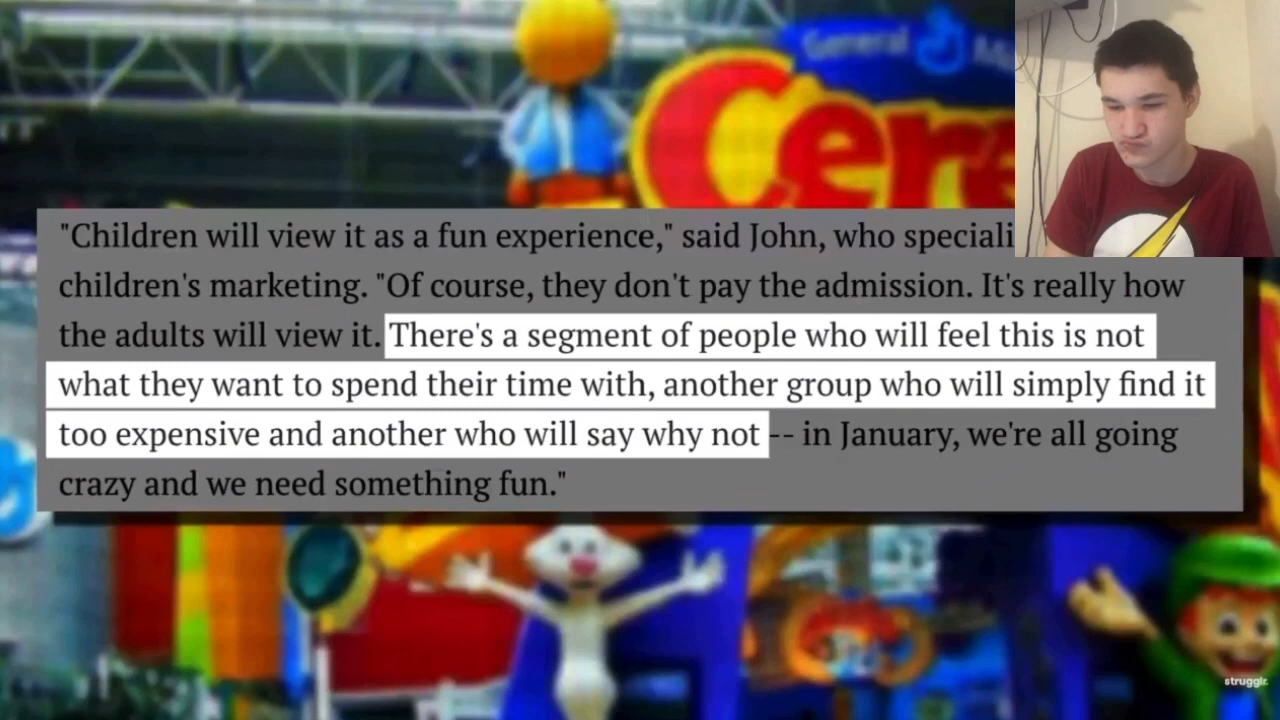 General
Cere
"Children will view it as a fun experience," said John, who speciali
children's marketing. "Of course, they don't pay the admission. It's really how
the adults will view it. There's a segment of people who will feel this is not
what they want to spend their time with, another group who will simply find it
too expensive and another who will say why not -- in January, we're all going
crazy and we need something fun."
strugglr.